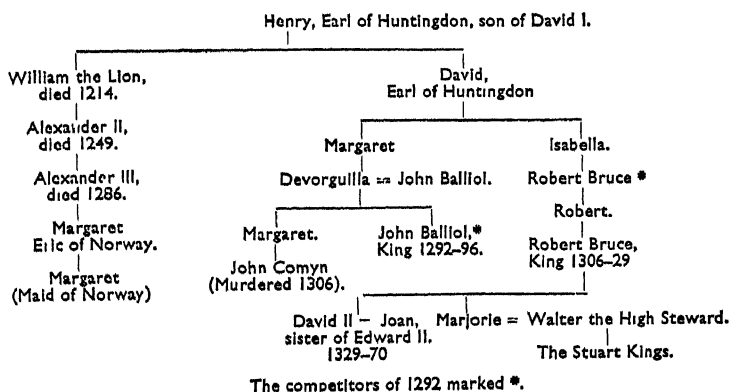 Henry, Earl of Huntingdon, son of David I.
William the Lion,
died 1214.
David,
Earl of Huntingdon
Alexander II,
died 1249.
Margaret
Isabella.
Alexander III,
died 1286.
Devorguilla = John Balliol.
Robert Bruce *
Robert.
Margaret
Eric of Norway.
Margaret.
John Balliol,*
King 1292–96.
Robert Bruce,
King 1306–29
Margaret
(Maid of Norway)
John Comyn
(Murdered 1306).
David II – Joan,
sister of Edward II.
1329–70
Marjorie = Walter the High Steward.
The Stuart Kings.
The competitors of 1292 marked *.